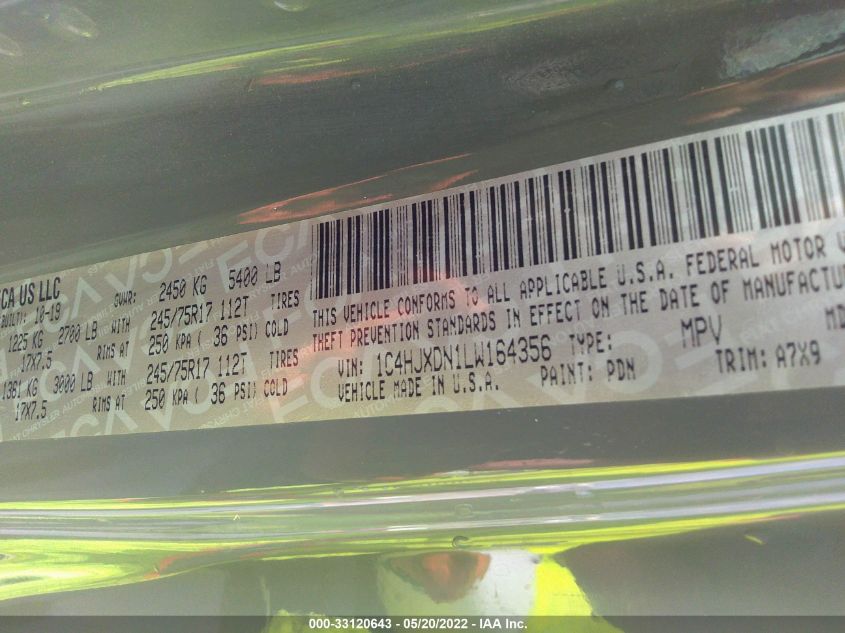 CA US LLC
BUILT: 10-19 GVWR: 2450 KG 5400 LB
1225 KG 2700 LB WITH 245/75R17 112T TIRES
17X7.5 RIMS AT 250 KPA ( 36 PSI) COLD
1361 KG 3000 LB WITH 245/75R17 112T TIRES
17X7.5 RIMS AT 250 KPA ( 36 PSI) COLD
THIS VEHICLE CONFORMS TO ALL APPLICABLE U.S.A. FEDERAL MOTOR
THEFT PREVENTION STANDARDS IN EFFECT ON THE DATE OF MANUFACTU
VIN: 1C4HJXDN1LW164356 TYPE: MPV MD
VEHICLE MADE IN U.S.A. PAINT: PDN TRIM: A7X9
000-33120643 - 05/20/2022 - IAA Inc.